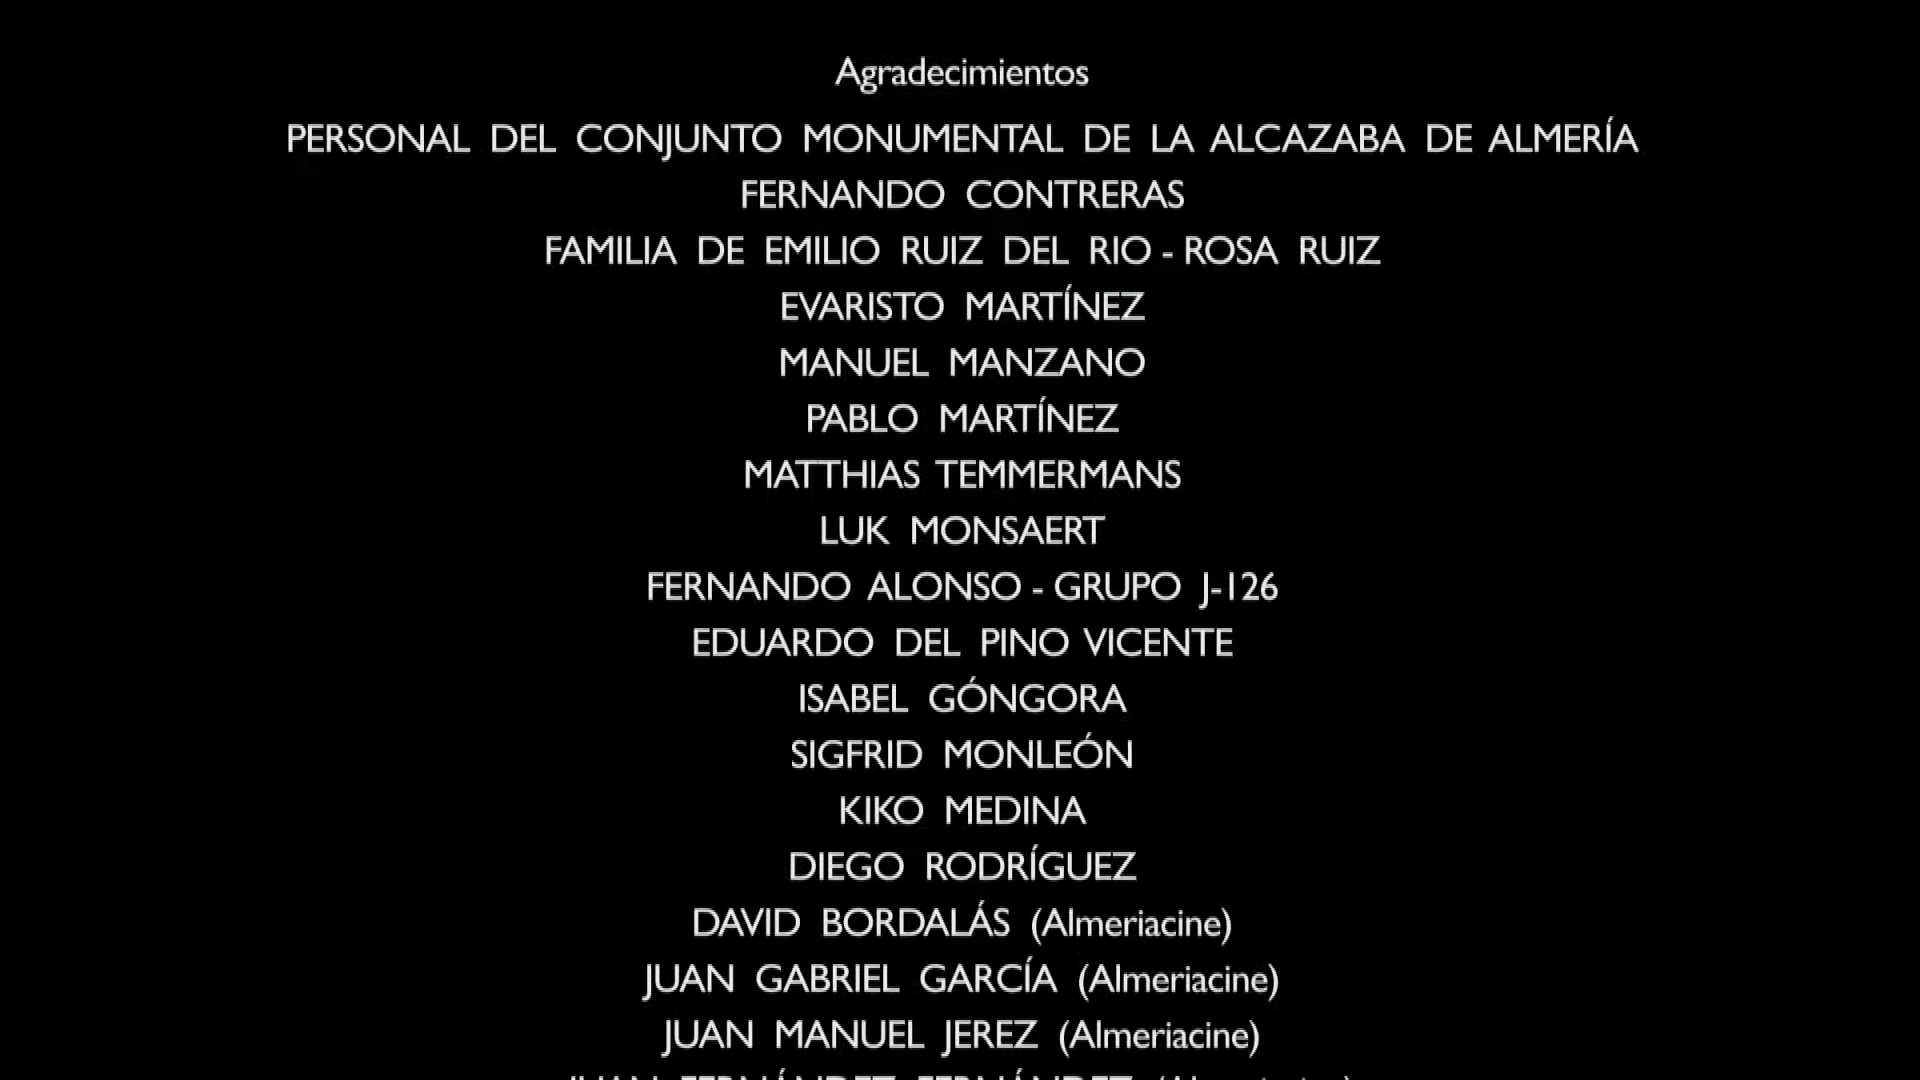 Agradecimientos
PERSONAL DEL CONJUNTO MONUMENTAL DE LA ALCAZABA DE ALMERÍA
FERNANDO CONTRERAS
FAMILIA DE EMILIO RUIZ DEL RIO - ROSA RUIZ
EVARISTO MARTÍNEZ
MANUEL MANZANO
PABLO MARTÍNEZ
MATTHIAS TEMMERMANS
LUK MONSAERT
FERNANDO ALONSO - GRUPO J-126
EDUARDO DEL PINO VICENTE
ISABEL GÓNGORA
SIGFRID MONLEÓN
KIKO MEDINA
DIEGO RODRÍGUEZ
DAVID BORDALÁS (Almeriacine)
JUAN GABRIEL GARCÍA (Almeriacine)
JUAN MANUEL JEREZ (Almeriacine)